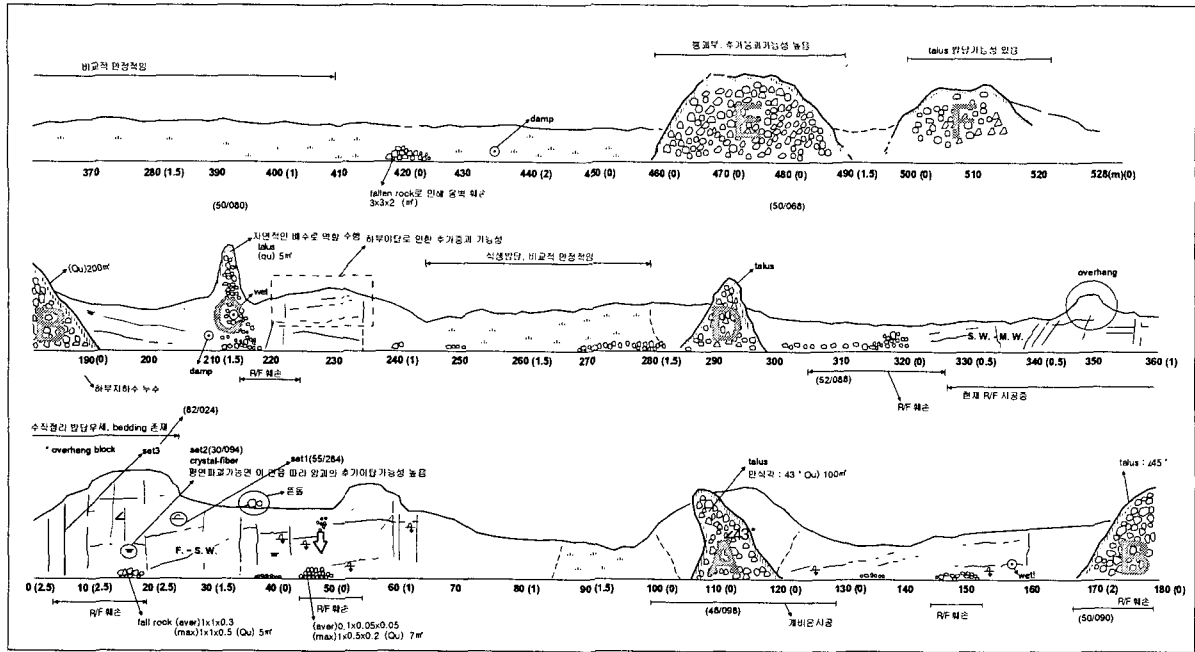 붕괴부, 추가붕괴가능성 높음
talus 발달가능성 있음
비교적 안정적임
E
F
damp
370 280 (1.5) 390 400 (1) 410 420 (0) 430 440 (2) 450 (0) 460 (0) 470 (0) 480 (0) 490 (1.5) 500 (0) 510 (0) 520 528(m)(0)
fallen rock로 인해 옹벽 훼손
3x3x2 (㎥)
(50/080)
(50/068)
자연적인 배수로 역할 수행
talus
(qu) 5㎥
하부이탈로 인한 추가붕괴 가능성
식생발달, 비교적 안정적임
(Qu)200㎥
wet
talus
overhang
S.W.-M.W.
190(0) 200 210 (1.5) 220 230 240 (1) 250 260 270 (0) 280 (1.5) 290 (0) 300 310 (0) 320 (0) 330 (0.5) 340 (0.5) 350 360 (1)
damp
R/F 훼손
하부지하수 누수
(52/088)
R/F 훼손
현재 R/F 시공중
(82/024)
수직절리 발달우세, bedding 존재
* overhang block
set3
set2(30/094)
crystal-fiber
set1(55/284)
평면파괴가능면 이 면을 따라 암괴의 추가이탈가능성 높음
뜬돌
talus
안식각 : 43° Qu) 100㎥
talus : ∠45°
F. - S.W.
∠43°
wet!
0 (2.5) 10 (2.5) 20 (2.5) 30 (1.5) 40 (0) 50 (0) 60 (1) 70 80 90 (0) 100 (0) 110 (0) 120 (0) 130 (0) 140 150 160 170 (2) 180 (0)
R/F 훼손
R/F 훼손
(48/098)
개비온시공
R/F 훼손
(50/090)
R/F 훼손
fall rock (aver)1x1x0.3
(max)1x1x0.5 (Qu) 5㎥
(aver)0.1x0.05x0.05
(max)1x0.5x0.2 (Qu) 7㎥